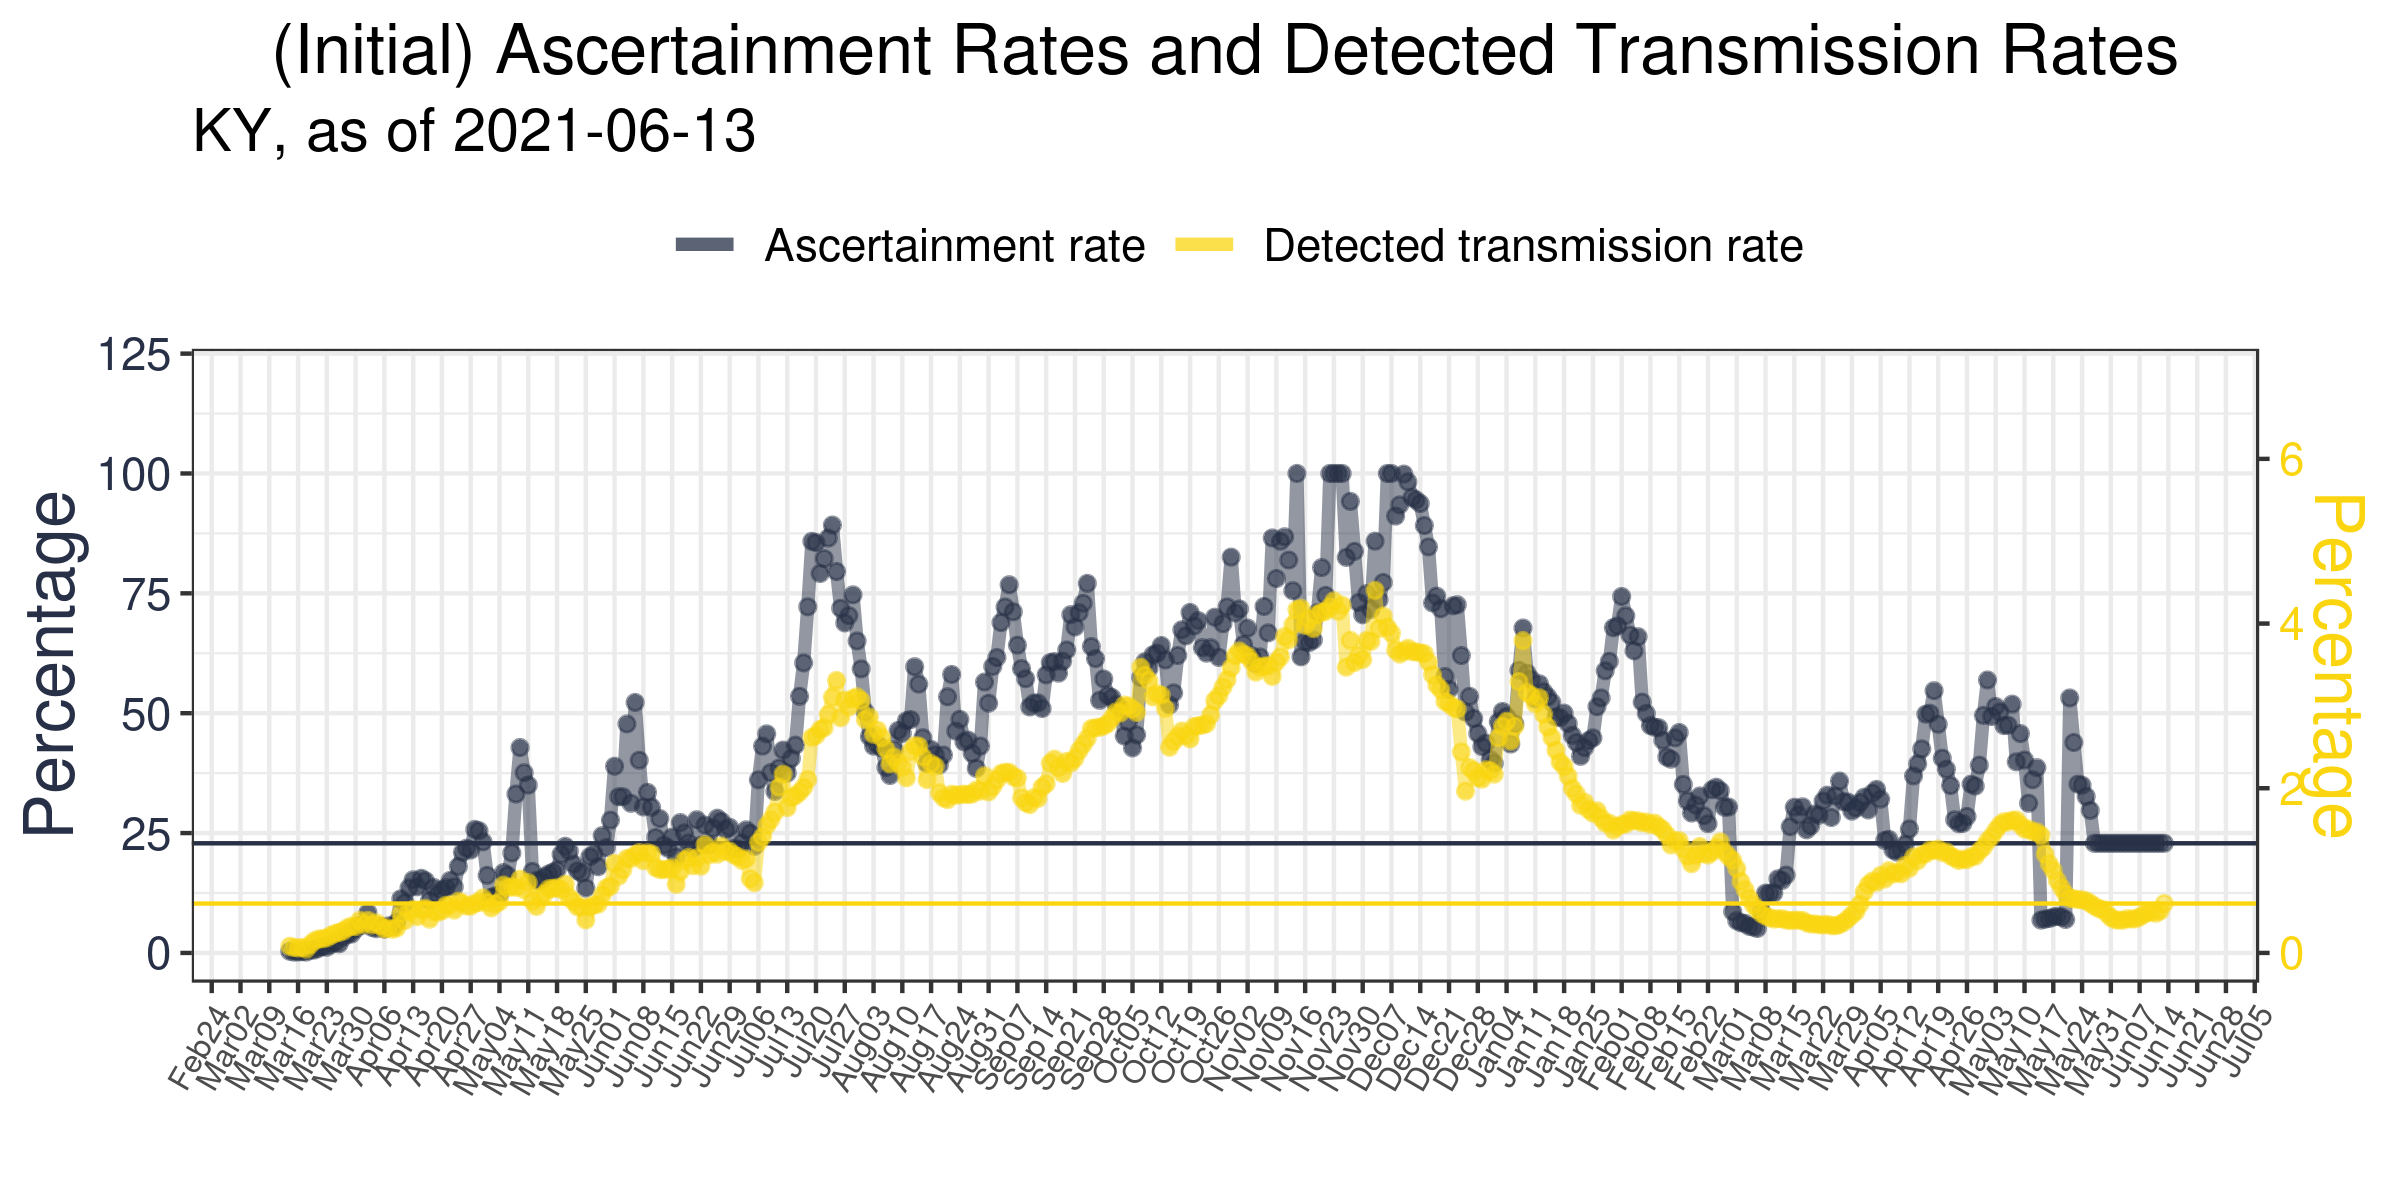 (Initial) Ascertainment Rates and Detected Transmission Rates
KY, as of 2021-06-13
Ascertainment rate
Detected transmission rate
Percentage
125
100
75
50
25
0
6
4
2
0
Percentage
Feb24
Mar02
Mar09
Mar16
Mar23
Mar30
Apr06
Apr13
Apr20
Apr27
May04
May11
May18
May25
Jun01
Jun08
Jun15
Jun22
Jun29
Jul06
Jul13
Jul20
Jul27
Aug03
Aug10
Aug17
Aug24
Aug31
Sep07
Sep14
Sep21
Sep28
Oct05
Oct12
Oct19
Oct26
Nov02
Nov09
Nov16
Nov23
Nov30
Dec07
Dec14
Dec21
Dec28
Jan04
Jan11
Jan18
Jan25
Feb01
Feb08
Feb15
Feb22
Mar01
Mar08
Mar15
Mar22
Mar29
Apr05
Apr12
Apr19
Apr26
May03
May10
May17
May24
May31
Jun07
Jun14
Jun21
Jun28
Jul05